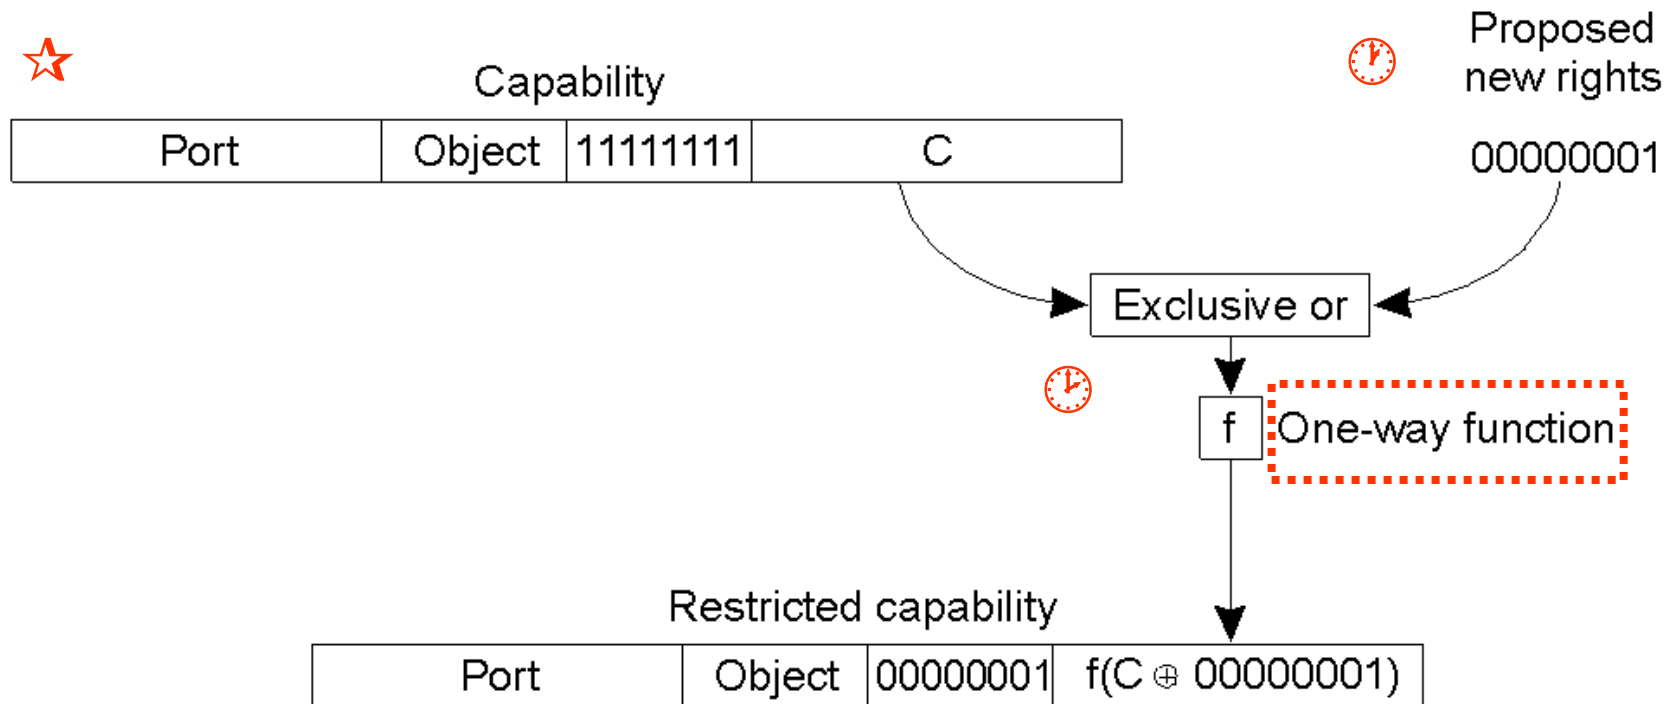 Proposed
new rights
Capability
Port Object 11111111 C
00000001
Exclusive or
f One-way function
Restricted capability
Port Object 00000001 f(C ⊕ 00000001)